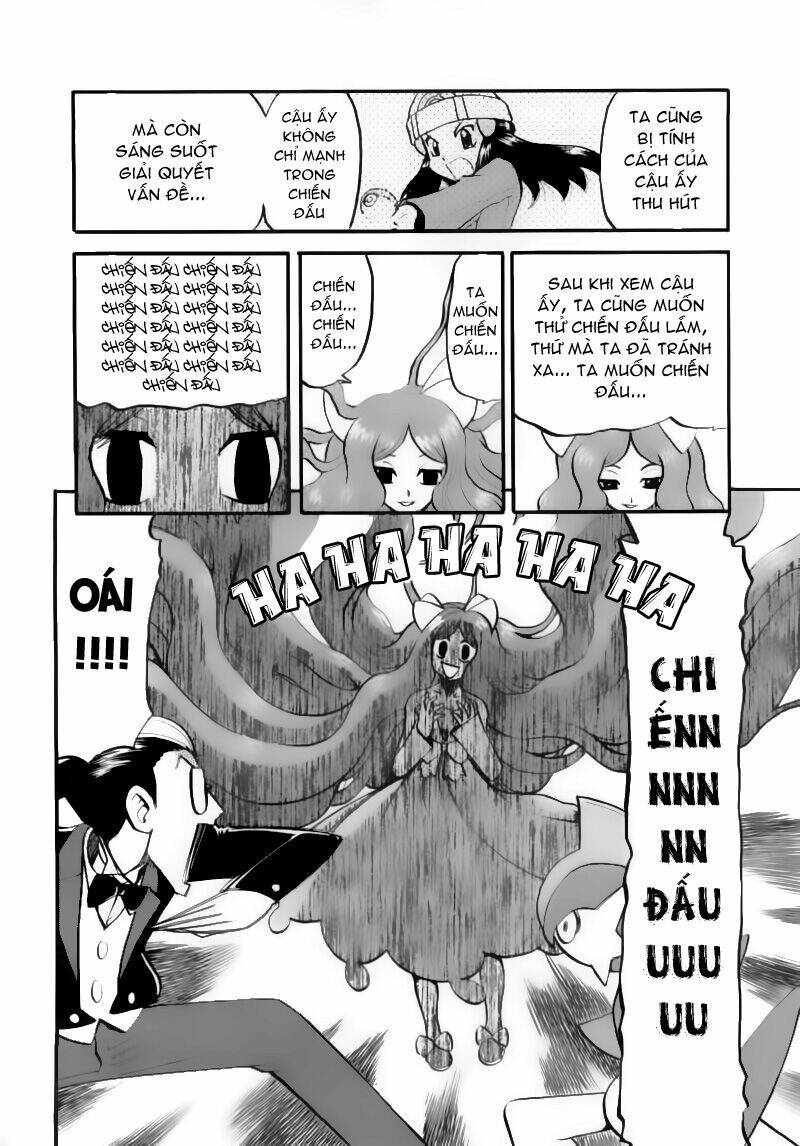 TA CŨNG
BỊ TÍNH
CÁCH CỦA
CẬU ẤY
THU HÚT
CẬU ẤY
KHÔNG
CHỈ MẠNH
TRONG
CHIẾN
ĐẤU
MÀ CÒN
SÁNG SUỐT
GIẢI QUYẾT
VẤN ĐỀ...
SAU KHI XEM CẬU
ẤY, TA CŨNG MUỐN
THỬ CHIẾN ĐẤU LẮM,
THỨ MÀ TA ĐÃ TRÁNH
XA... TA MUỐN CHIẾN
ĐẤU...
TA
MUỐN
CHIẾN
ĐẤU...
CHIẾN
ĐẤU...
CHIẾN
ĐẤU...
CHIẾN ĐẤU CHIẾN ĐẤU
CHIẾN ĐẤU CHIẾN ĐẤU
CHIẾN ĐẤU CHIẾN ĐẤU
CHIẾN ĐẤU CHIẾN ĐẤU
CHIẾN ĐẤU CHIẾN ĐẤU
CHIẾN ĐẤU CHIẾN ĐẤU
CHIẾN ĐẤU
HA HA HA HA HA
CHI
ẾNN
NNN
NN
ĐẤU
UUU
UU
OÁI
!!!!